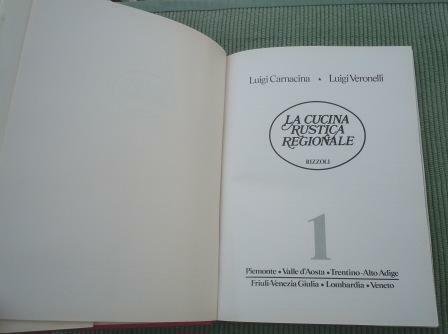 Luigi Carnacina • Luigi Veronelli
LA CUCINA
RUSTICA
REGIONALE
RIZZOLI
1
Piemonte • Valle d'Aosta • Trentino-Alto Adige
Friuli-Venezia Giulia • Lombardia • Veneto